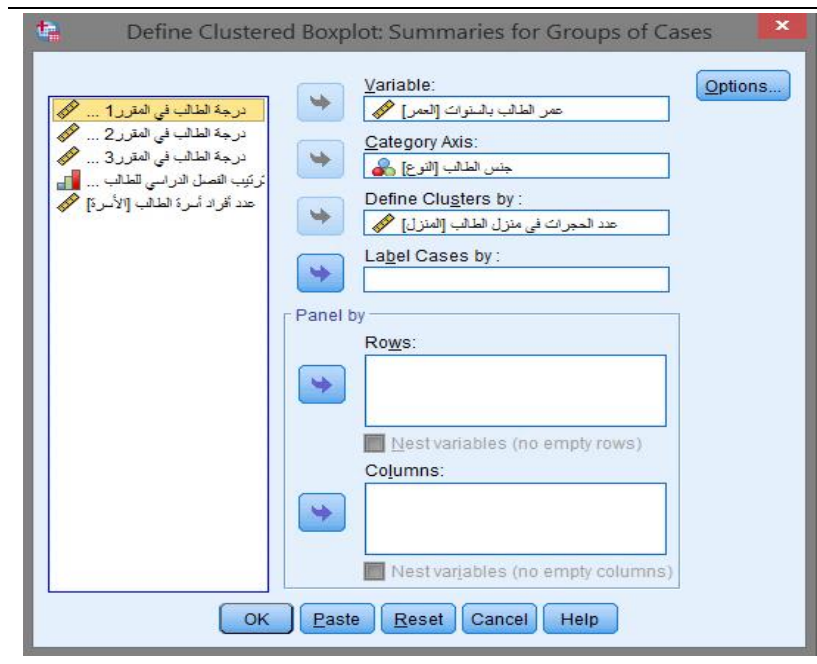 Define Clustered Boxplot: Summaries for Groups of Cases
درجة الطالب في المقرر1 ...
درجة الطالب في المقرر2 ...
درجة الطالب في المقرر3 ...
ترتيب الفصل الدراسي للطالب ...
عدد أفراد أسرة الطالب [الأسرة]
Variable:
عمر الطالب بالسنوات [العمر]
Category Axis:
جنس الطالب [النوع]
Define Clusters by :
عدد الحجرات في منزل الطالب [المنزل]
Label Cases by :
Options...
Panel by
Rows:
Nest variables (no empty rows)
Columns:
Nest variables (no empty columns)
OK
Paste
Reset
Cancel
Help